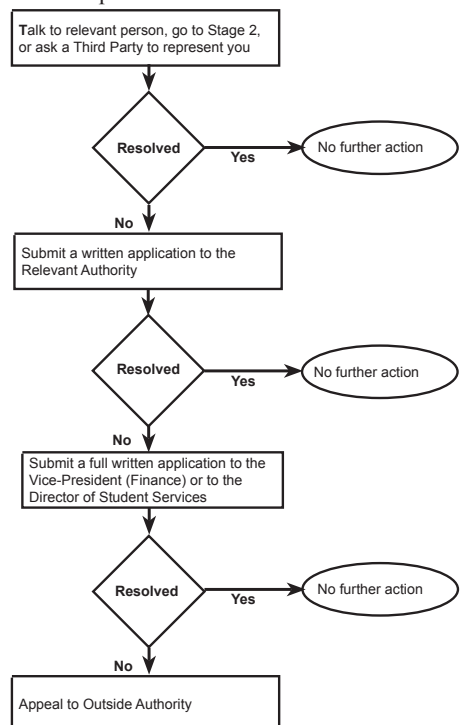 Talk to relevant person, go to Stage 2,
or ask a Third Party to represent you
Resolved
Yes
No further action
No
Submit a written application to the
Relevant Authority
Resolved
Yes
No further action
No
Submit a full written application to the
Vice-President (Finance) or to the
Director of Student Services
Resolved
Yes
No further action
No
Appeal to Outside Authority